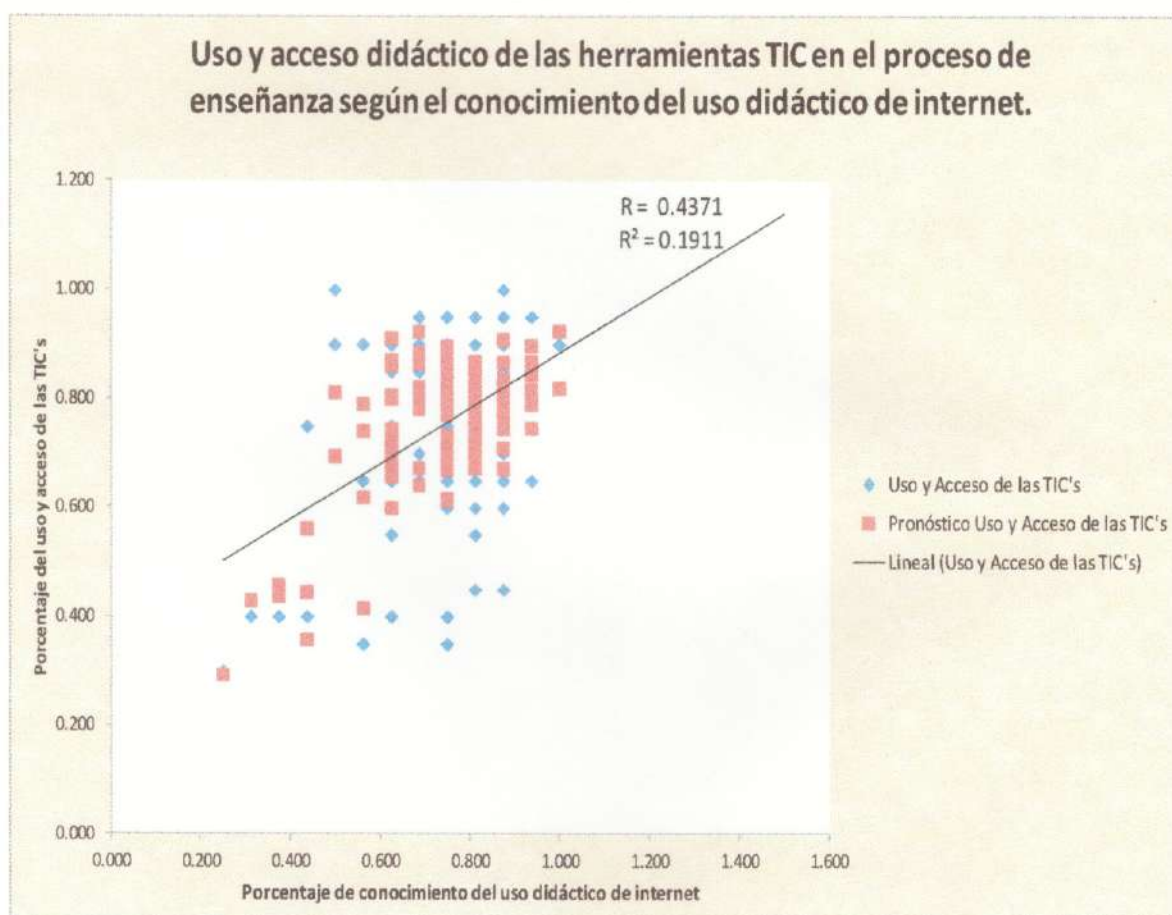 Uso y acceso didáctico de las herramientas TIC en el proceso de
enseñanza según el conocimiento del uso didáctico de internet.
R = 0.4371
R² = 0.1911
Porcentaje del uso y acceso de las TIC's
1.200
1.000
0.800
0.600
0.400
0.200
0.000
0.000 0.200 0.400 0.600 0.800 1.000 1.200 1.400 1.600
Porcentaje de conocimiento del uso didáctico de internet
Uso y Acceso de las TIC's
Pronóstico Uso y Acceso de las TIC's
Lineal (Uso y Acceso de las TIC's)